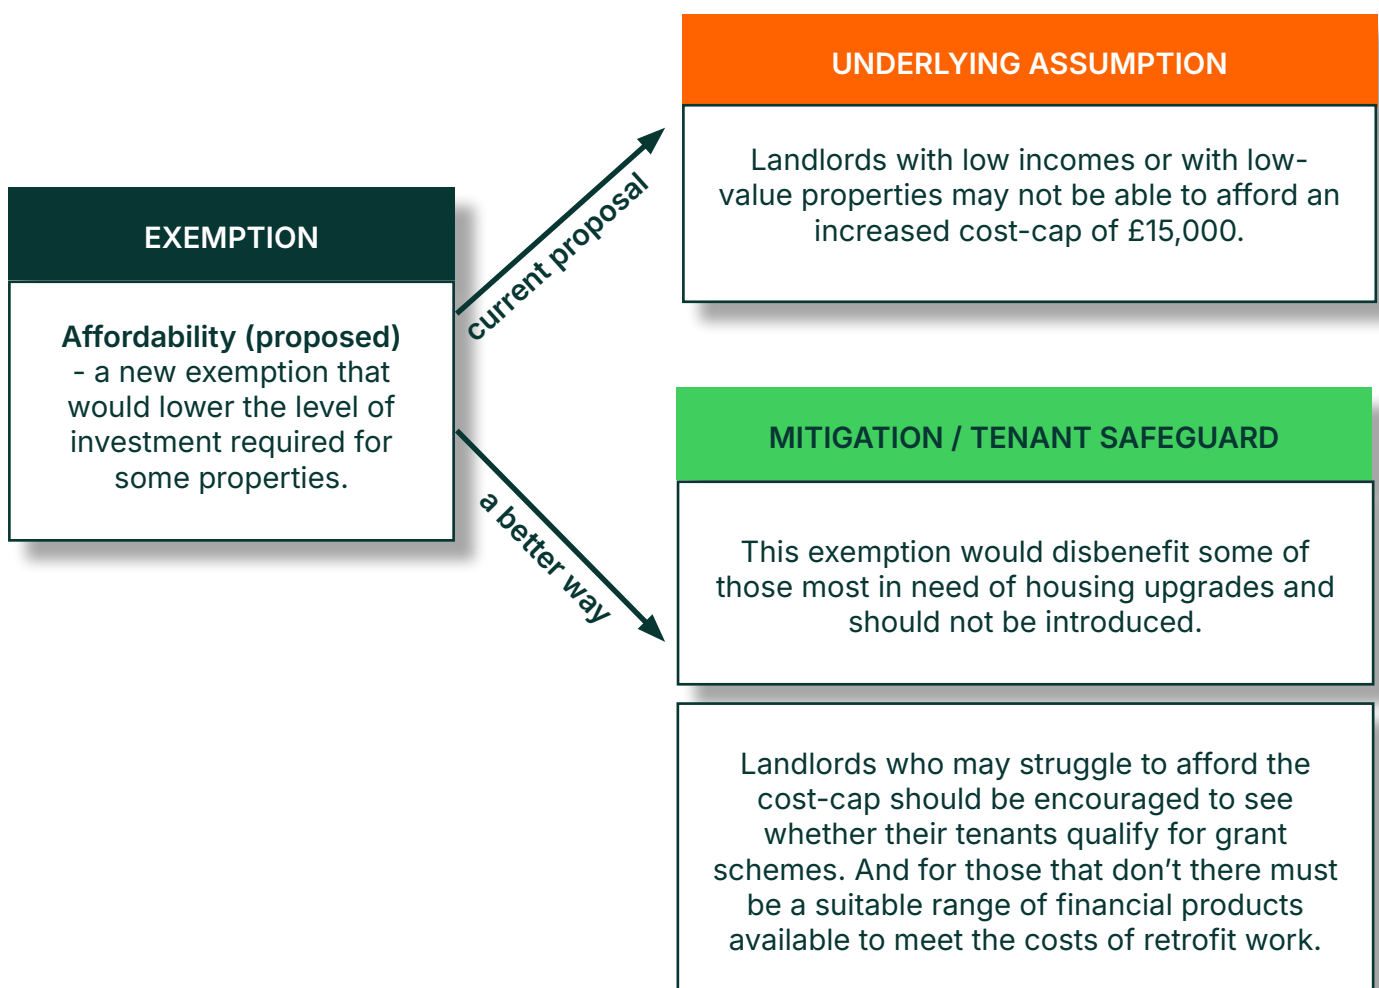 EXEMPTION
Affordability (proposed)
- a new exemption that
would lower the level of
investment required for
some properties.
current proposal
UNDERLYING ASSUMPTION
Landlords with low incomes or with low-
value properties may not be able to afford an
increased cost-cap of £15,000.
a better way
MITIGATION / TENANT SAFEGUARD
This exemption would disbenefit some of
those most in need of housing upgrades and
should not be introduced.
Landlords who may struggle to afford the
cost-cap should be encouraged to see
whether their tenants qualify for grant
schemes. And for those that don’t there must
be a suitable range of financial products
available to meet the costs of retrofit work.